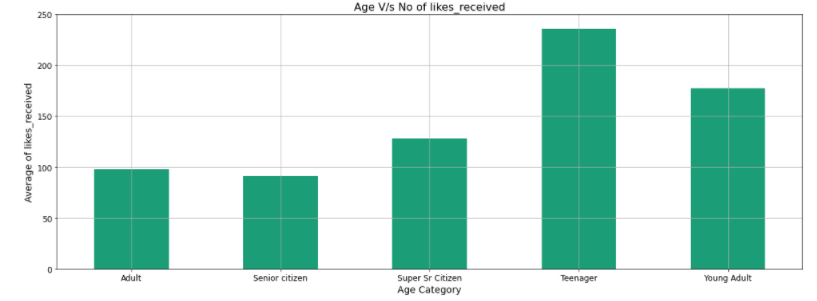 Age V/s No of likes_received
Average of likes_received
250
200
150
100
50
0
Adult Senior citizen Super Sr Citizen Teenager Young Adult
Age Category